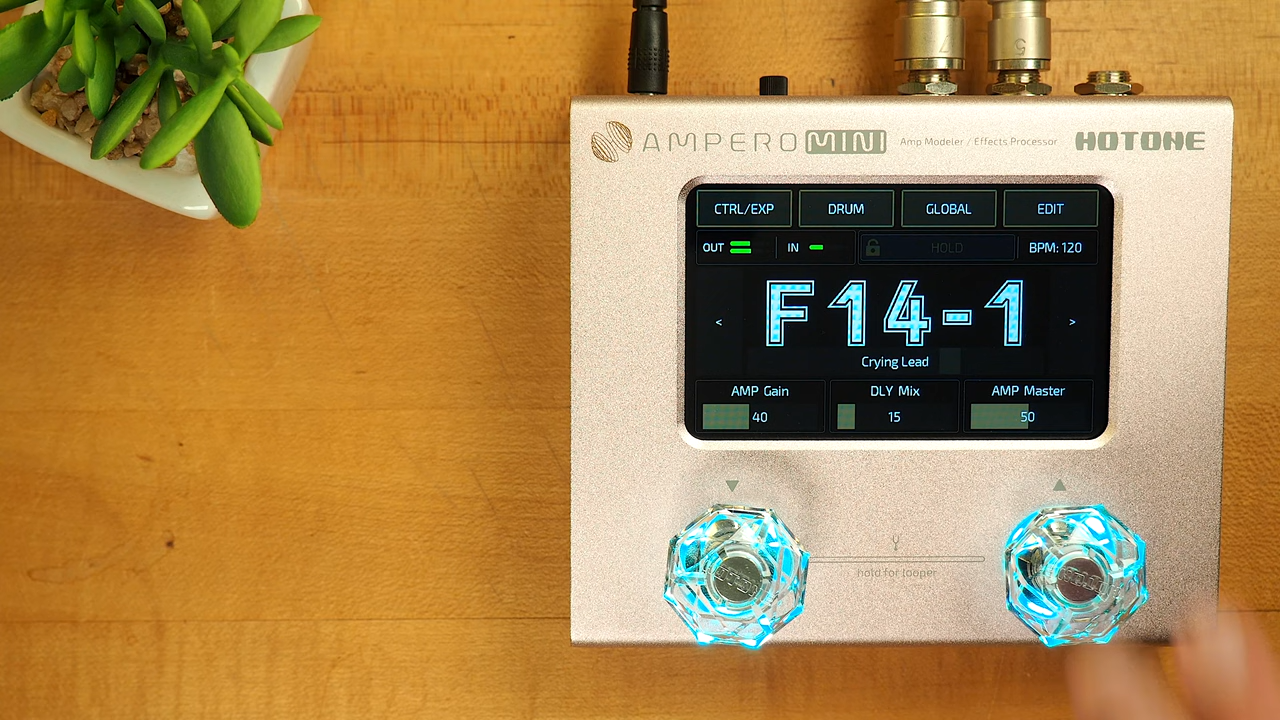 AMPERO MINI Amp Modeler / Effects Processor HOTONE
CTRL/EXP DRUM GLOBAL EDIT
OUT IN HOLD BPM: 120
< F14-1 >
Crying Lead
AMP Gain DLY Mix AMP Master
40 15 50
hold for looper